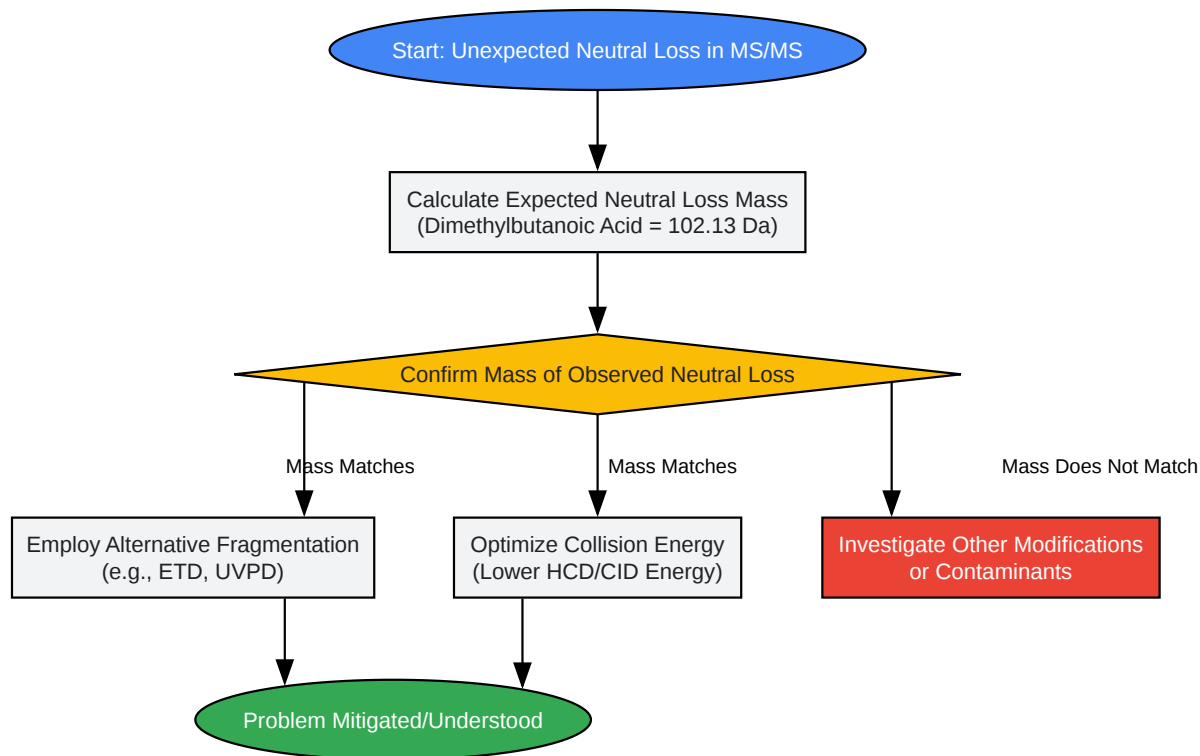 Start: Unexpected Neutral Loss in MS/MS
Calculate Expected Neutral Loss Mass
(Dimethylbutanoic Acid = 102.13 Da)
Confirm Mass of Observed Neutral Loss
Mass Matches
Mass Matches
Mass Does Not Match
Employ Alternative Fragmentation
(e.g., ETD, UVPD)
Optimize Collision Energy
(Lower HCD/CID Energy)
Investigate Other Modifications
or Contaminants
Problem Mitigated/Understood